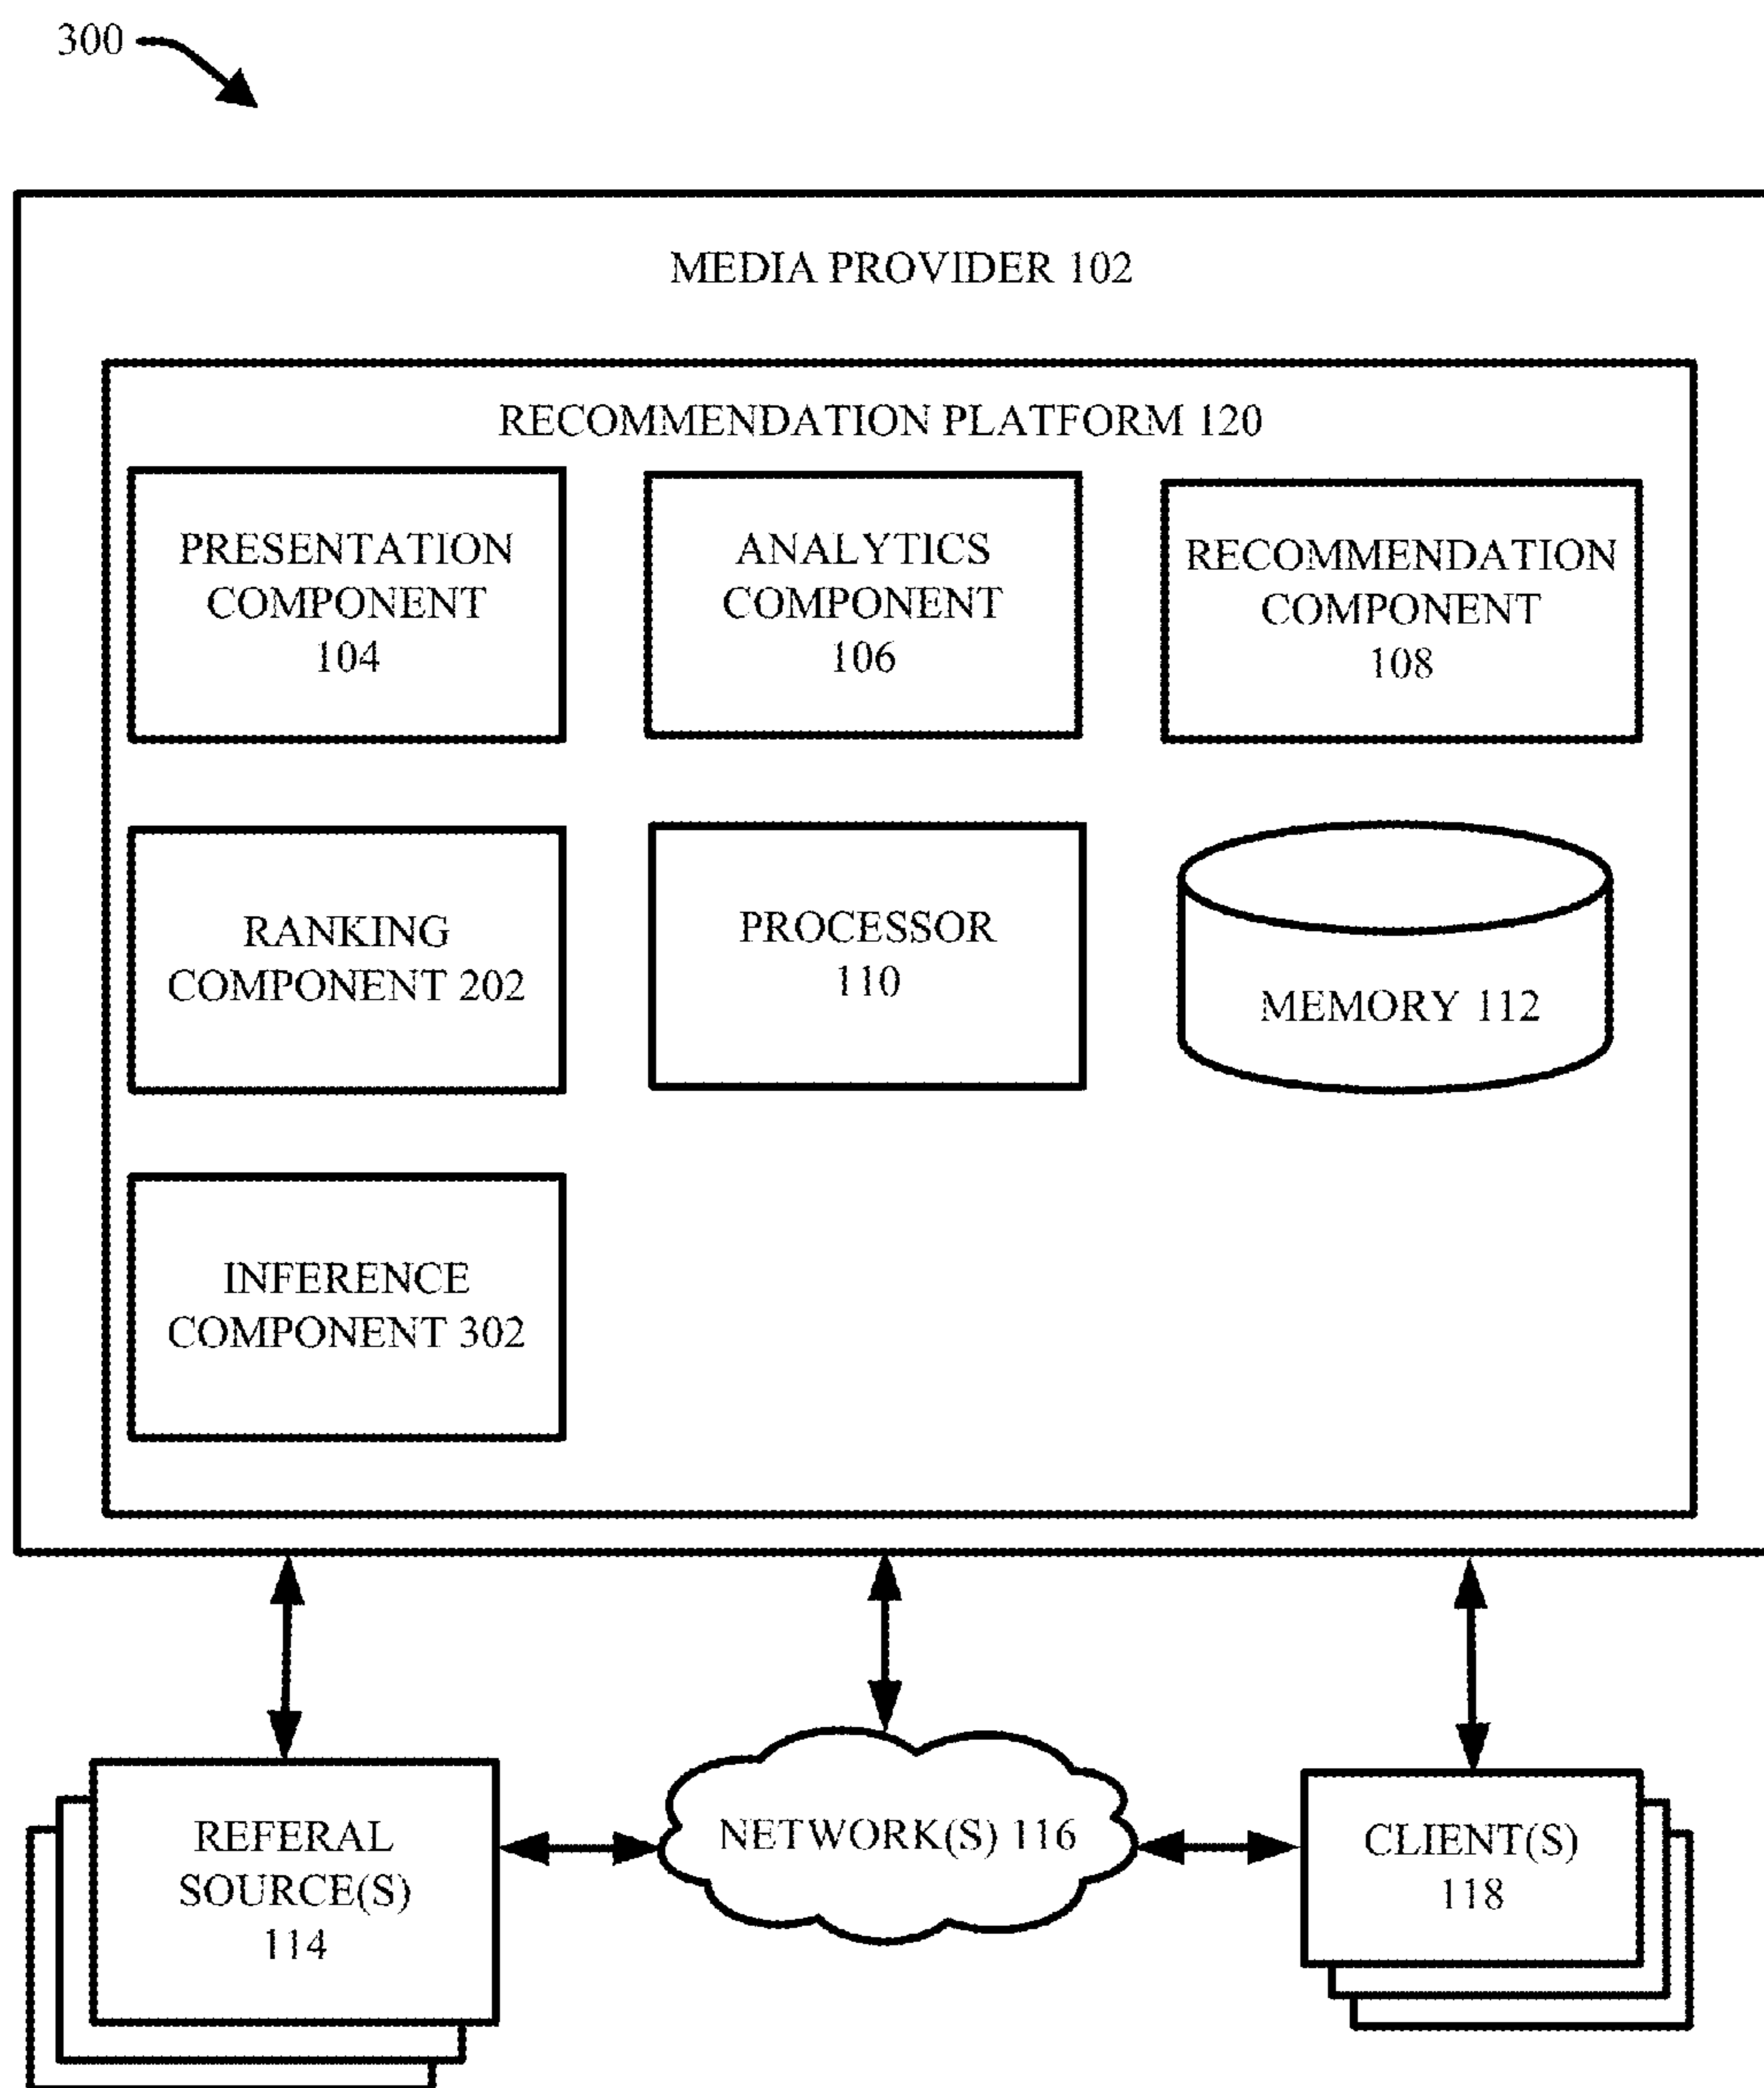 300
MEDIA PROVIDER 102
RECOMMENDATION PLATFORM 120
PRESENTATION
COMPONENT
104
ANALYTICS
COMPONENT
106
RECOMMENDATION
COMPONENT
108
RANKING
COMPONENT 202
PROCESSOR
110
MEMORY 112
INFERENCE
COMPONENT 302
REFERAL
SOURCE(S)
114
NETWORK(S) 116
CLIENT(S)
118